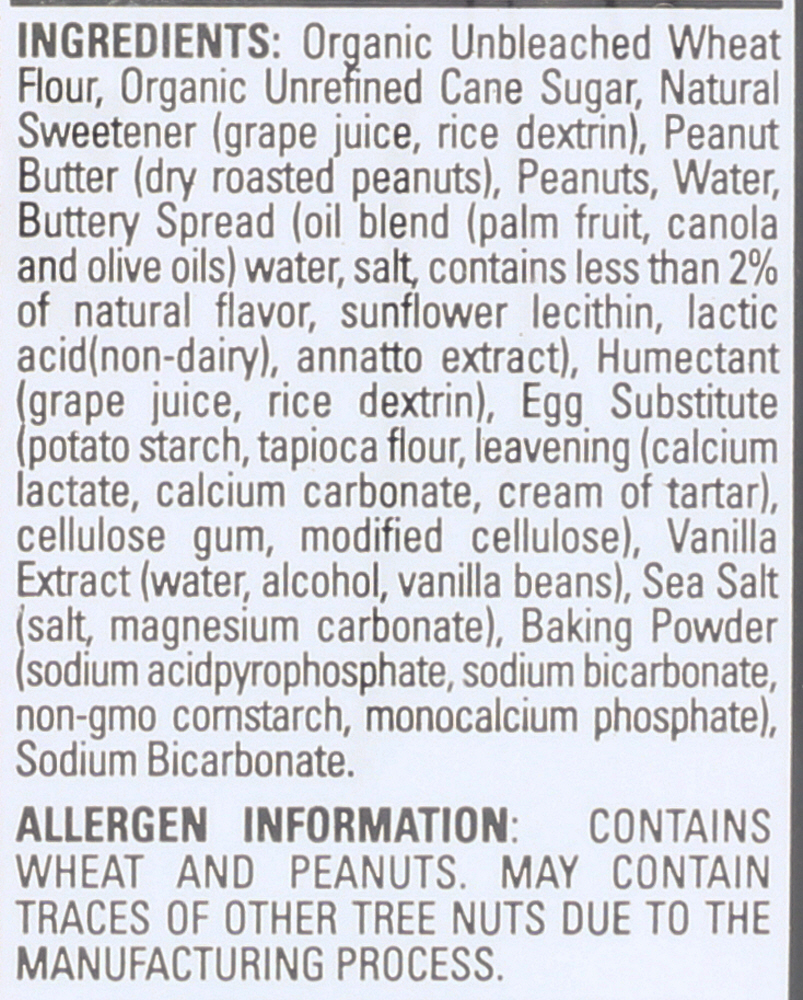 INGREDIENTS: Organic Unbleached Wheat
Flour, Organic Unrefined Cane Sugar, Natural
Sweetener (grape juice, rice dextrin), Peanut
Butter (dry roasted peanuts), Peanuts, Water,
Buttery Spread (oil blend (palm fruit, canola
and olive oils) water, salt, contains less than 2%
of natural flavor, sunflower lecithin, lactic
acid(non-dairy), annatto extract), Humectant
(grape juice, rice dextrin), Egg Substitute
(potato starch, tapioca flour, leavening (calcium
lactate, calcium carbonate, cream of tartar),
cellulose gum, modified cellulose), Vanilla
Extract (water, alcohol, vanilla beans), Sea Salt
(salt, magnesium carbonate), Baking Powder
(sodium acidpyrophosphate, sodium bicarbonate,
non-gmo cornstarch, monocalcium phosphate),
Sodium Bicarbonate.
ALLERGEN INFORMATION: CONTAINS
WHEAT AND PEANUTS. MAY CONTAIN
TRACES OF OTHER TREE NUTS DUE TO THE
MANUFACTURING PROCESS.